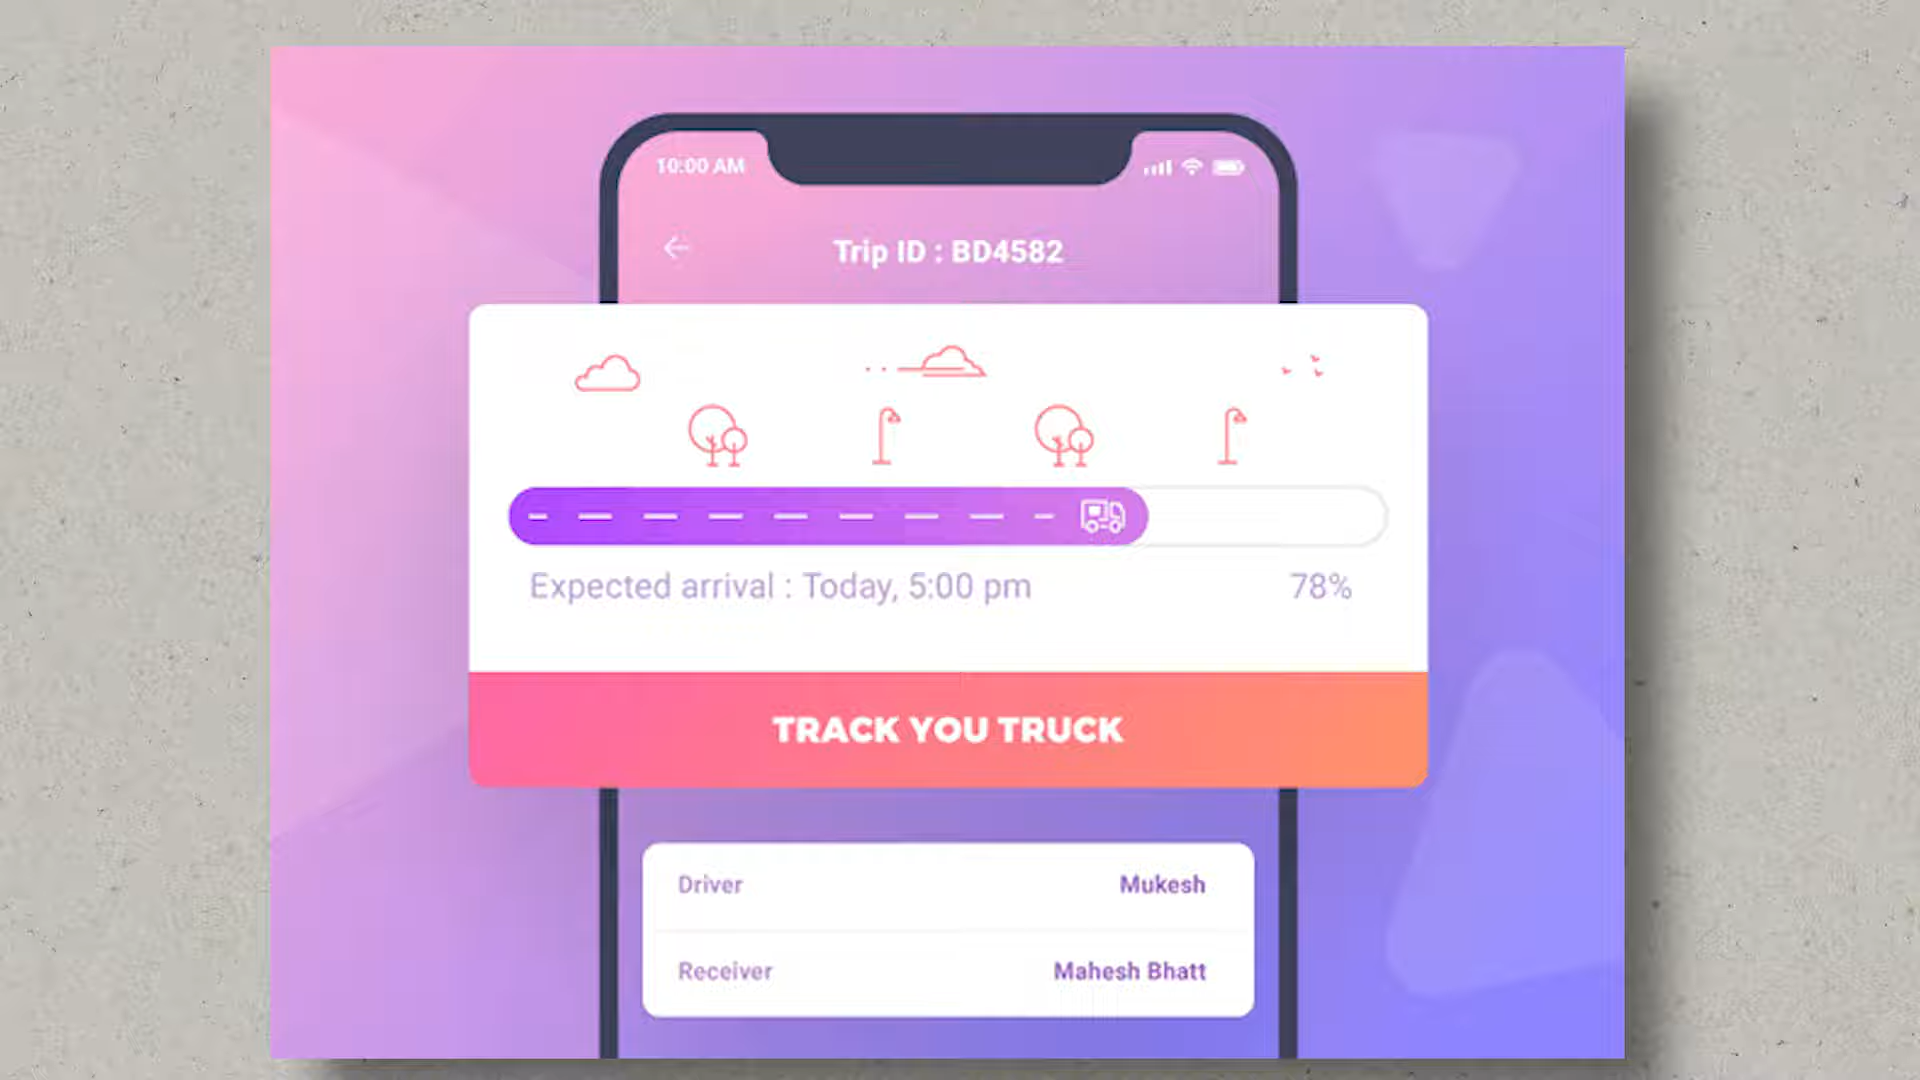 10:00 AM
Trip ID : BD4582
Expected arrival : Today, 5:00 pm
78%
TRACK YOU TRUCK
Driver
Mukesh
Receiver
Mahesh Bhatt